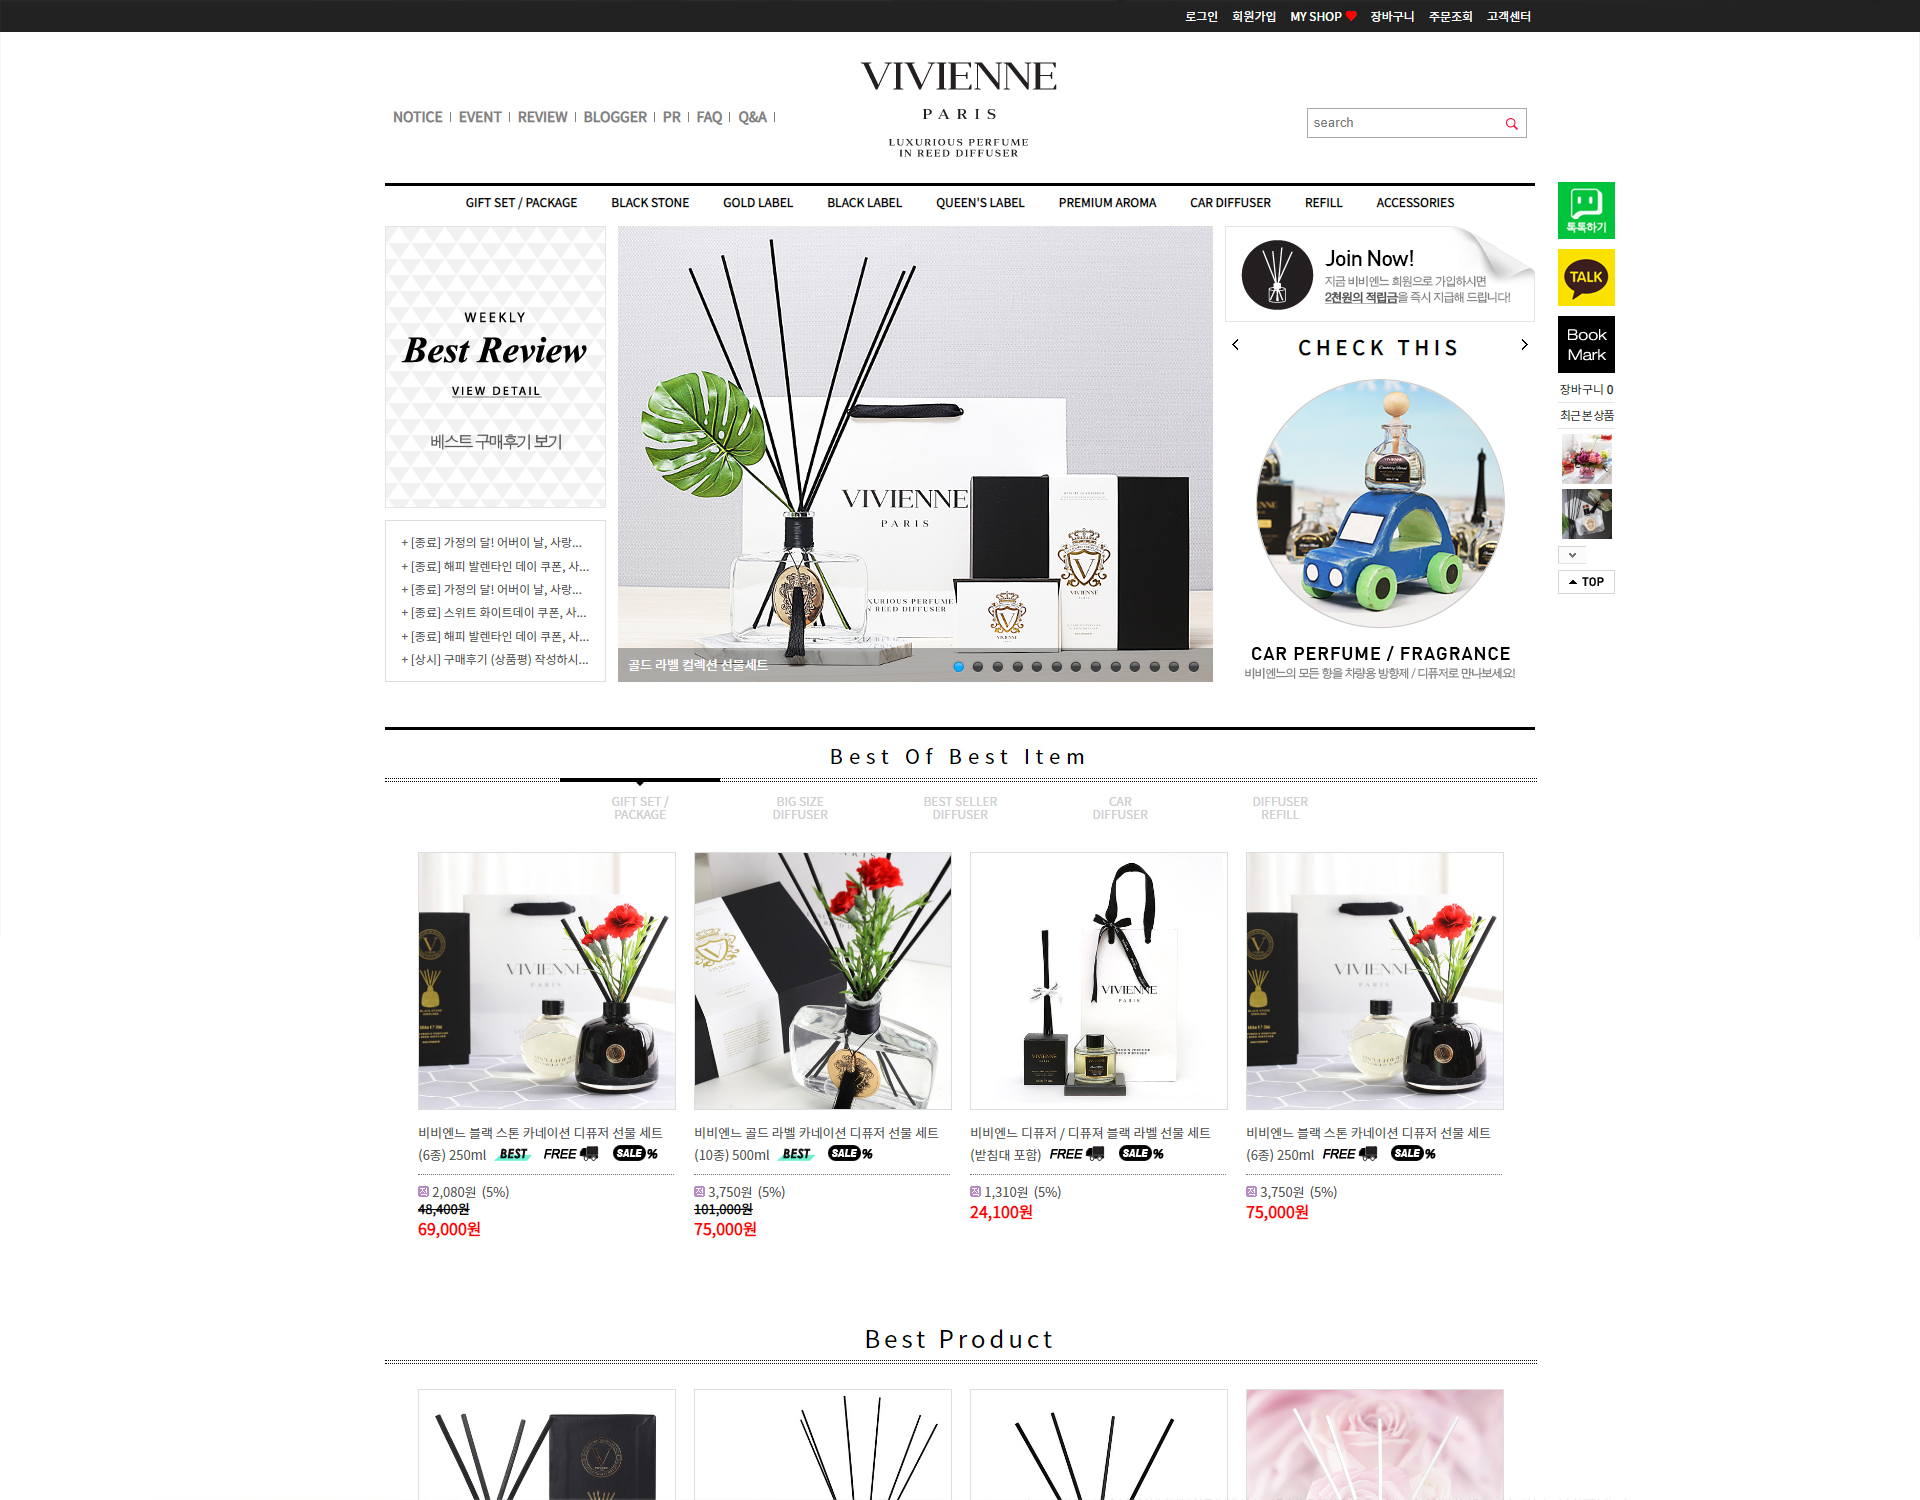 로그인 회원가입 MY SHOP 장바구니 주문조회 고객센터
VIVIENNE
PARIS
LUXURIOUS PERFUME
IN REED DIFFUSER
NOTICE EVENT REVIEW BLOGGER PR FAQ Q&A
search
GIFT SET / PACKAGE BLACK STONE GOLD LABEL BLACK LABEL QUEEN'S LABEL PREMIUM AROMA CAR DIFFUSER REFILL ACCESSORIES
WEEKLY
Best Review
VIEW DETAIL
베스트 구매후기 보기
+ [종료] 가정의 달! 어버이 날, 사랑...
+ [종료] 해피 발렌타인 데이 쿠폰, 사...
+ [종료] 가정의 달! 어버이 날, 사랑...
+ [종료] 스위트 화이트데이 쿠폰, 사...
+ [종료] 해피 발렌타인 데이 쿠폰, 사...
+ [상시] 구매후기 (상품평) 작성하시...
VIVIENNE
PARIS
XURIOUS PERFUME
N REED DIFFUSER
VIVIENNE
VIVIENNE
골드 라벨 컬렉션 선물세트
Join Now!
지금 비비엔느 회원으로 가입하시면
2천원의 적립금을 즉시 지급해 드립니다!
CHECK THIS
VIVIENNE
CAR PERFUME / FRAGRANCE
비비엔느의 모든 향을 차량용 방향제 / 디퓨저로 만나보세요!
톡톡하기
TALK
Book
Mark
장바구니 0
최근본상품
TOP
Best Of Best Item
GIFT SET /
PACKAGE
BIG SIZE
DIFFUSER
BEST SELLER
DIFFUSER
CAR
DIFFUSER
DIFFUSER
REFILL
VIVIENNE
PARIS
VIVIENNE
PARIS
VIVIENNE
VIVIENNE
PARIS
비비엔느 블랙 스톤 카네이션 디퓨저 선물 세트
(6종) 250ml BEST FREE SALE %
2,080원 (5%)
48,400원
69,000원
비비엔느 골드 라벨 카네이션 디퓨저 선물 세트
(10종) 500ml BEST SALE %
3,750원 (5%)
101,000원
75,000원
비비엔느 디퓨저 / 디퓨져 블랙 라벨 선물 세트
(받침대 포함) FREE SALE %
1,310원 (5%)
24,100원
비비엔느 블랙 스톤 카네이션 디퓨저 선물 세트
(6종) 250ml FREE SALE %
3,750원 (5%)
75,000원
Best Product